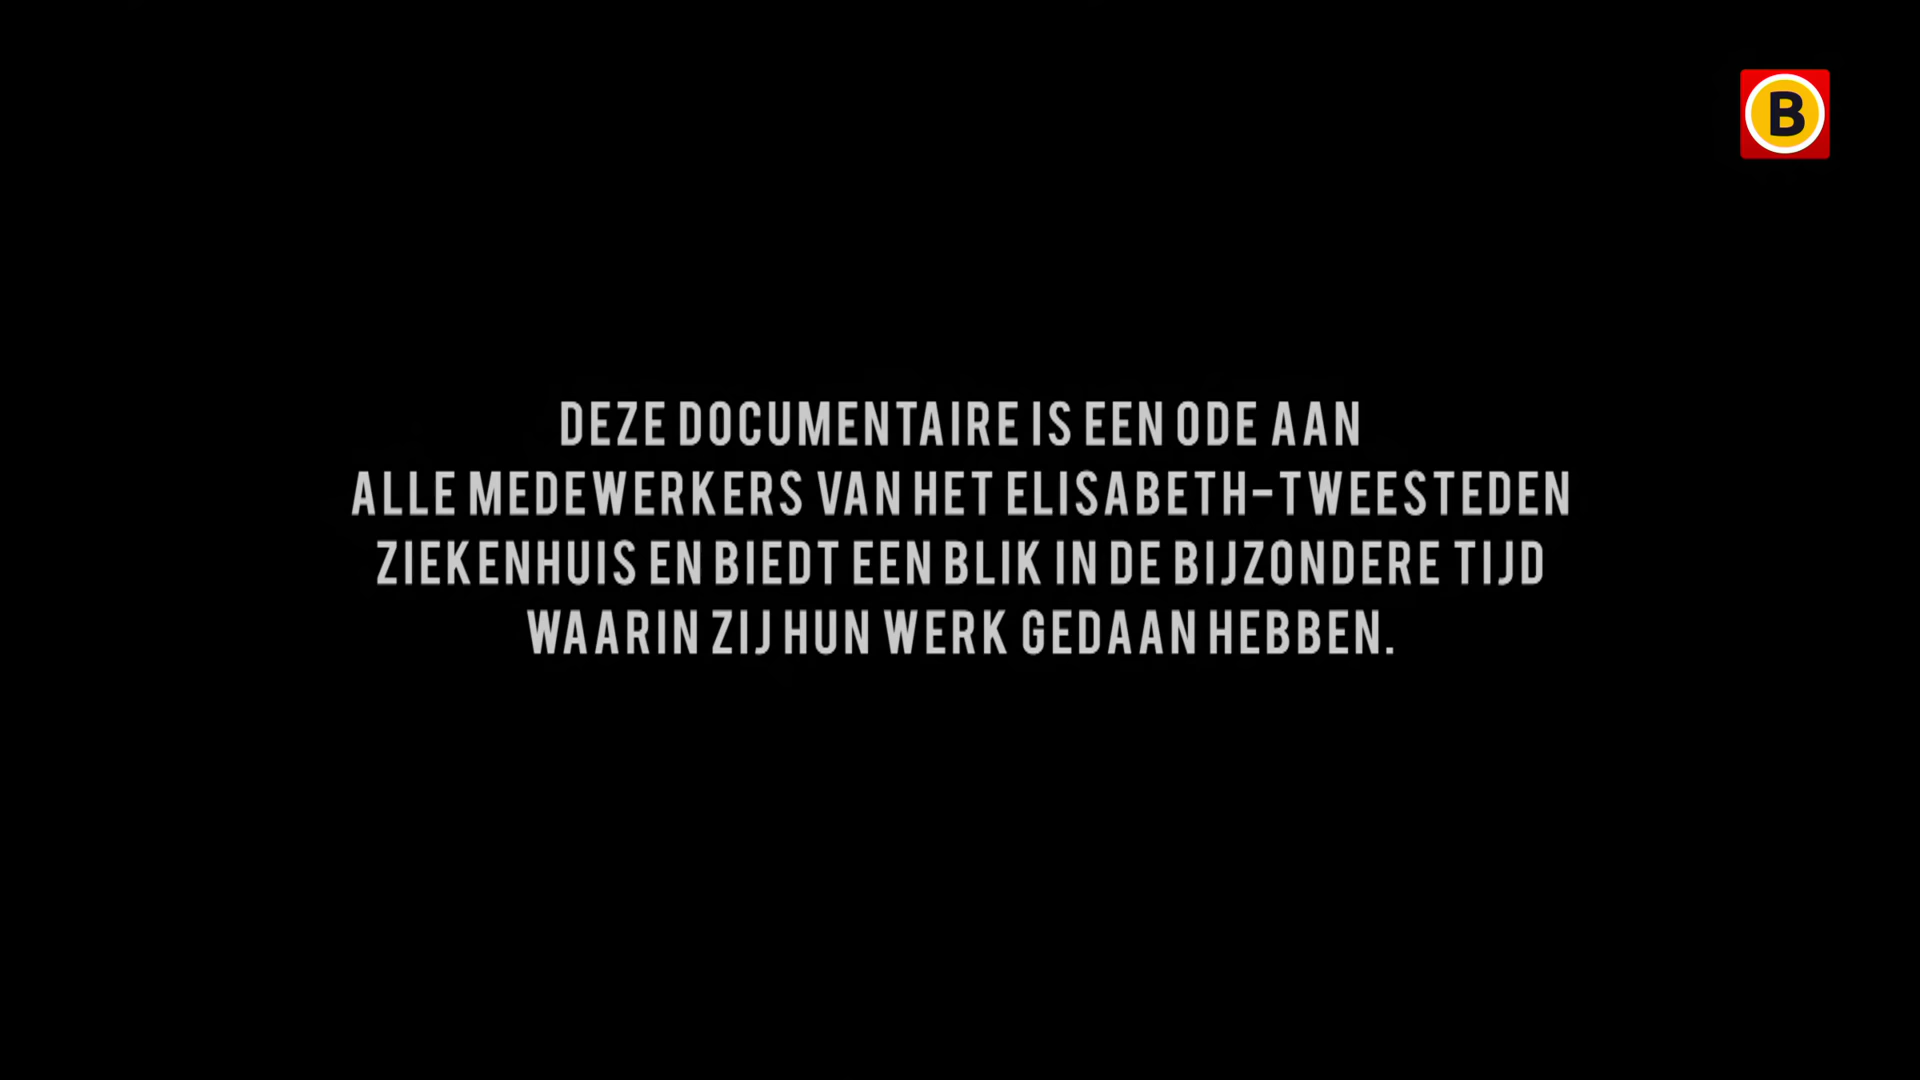 B
DEZE DOCUMENTAIRE IS EEN ODE AAN
ALLE MEDEWERKERS VAN HET ELISABETH-TWEESTEDEN
ZIEKENHUIS EN BIEDT EEN BLIK IN DE BIJZONDERE TIJD
WAARIN ZIJ HUN WERK GEDAAN HEBBEN.